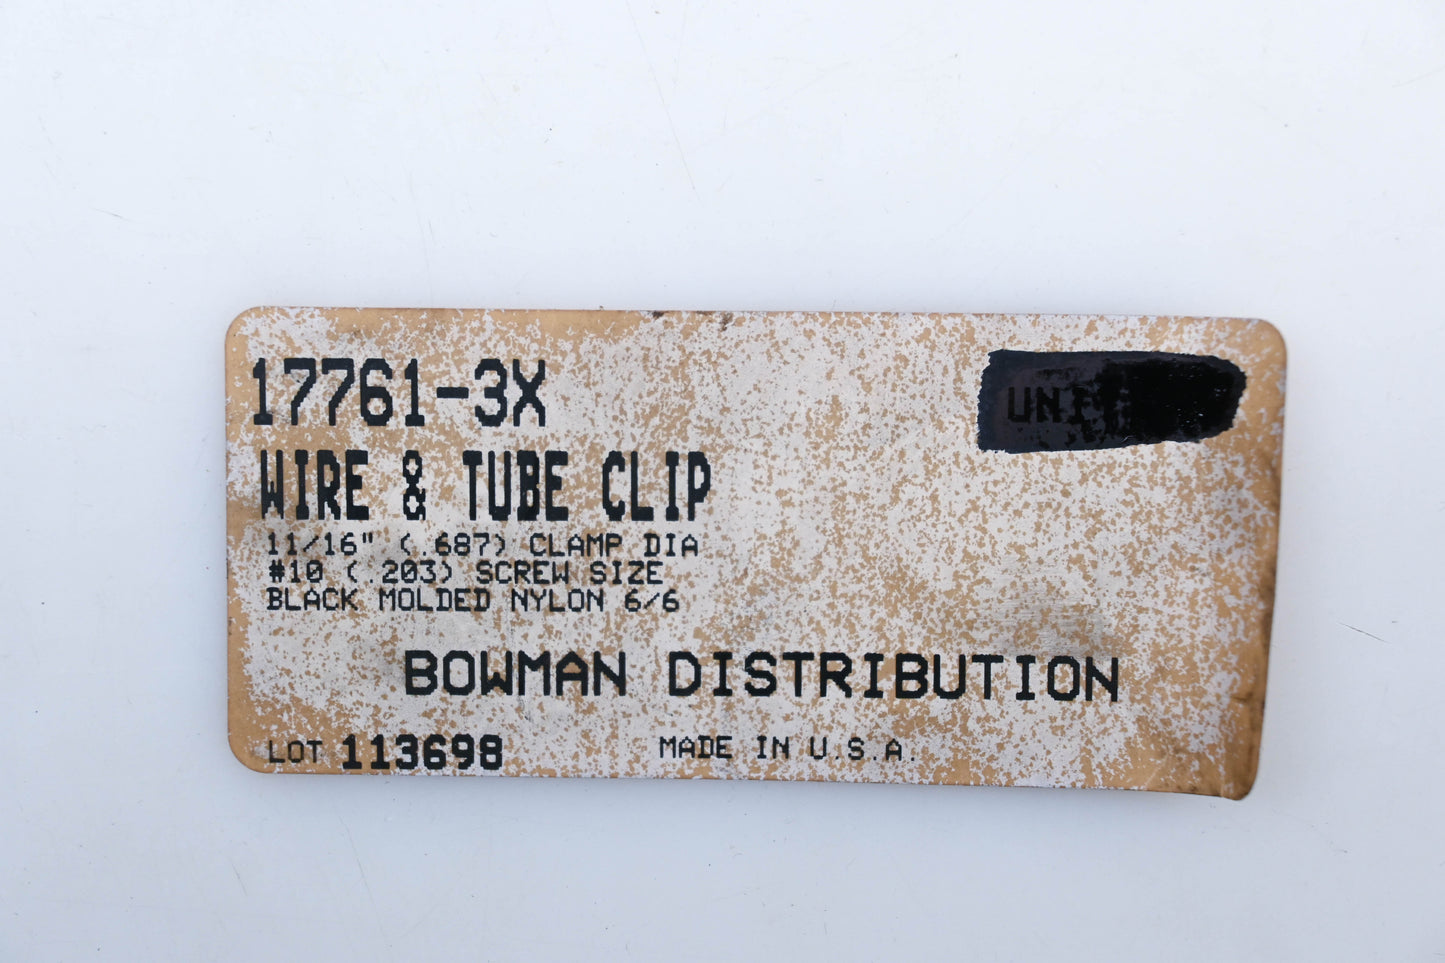 17761-3X
WIRE & TUBE CLIP
11/16" (.687) CLAMP DIA
#10 (.203) SCREW SIZE
BLACK MOLDED NYLON 6/6
BOWMAN DISTRIBUTION
LOT 113698 MADE IN U.S.A.